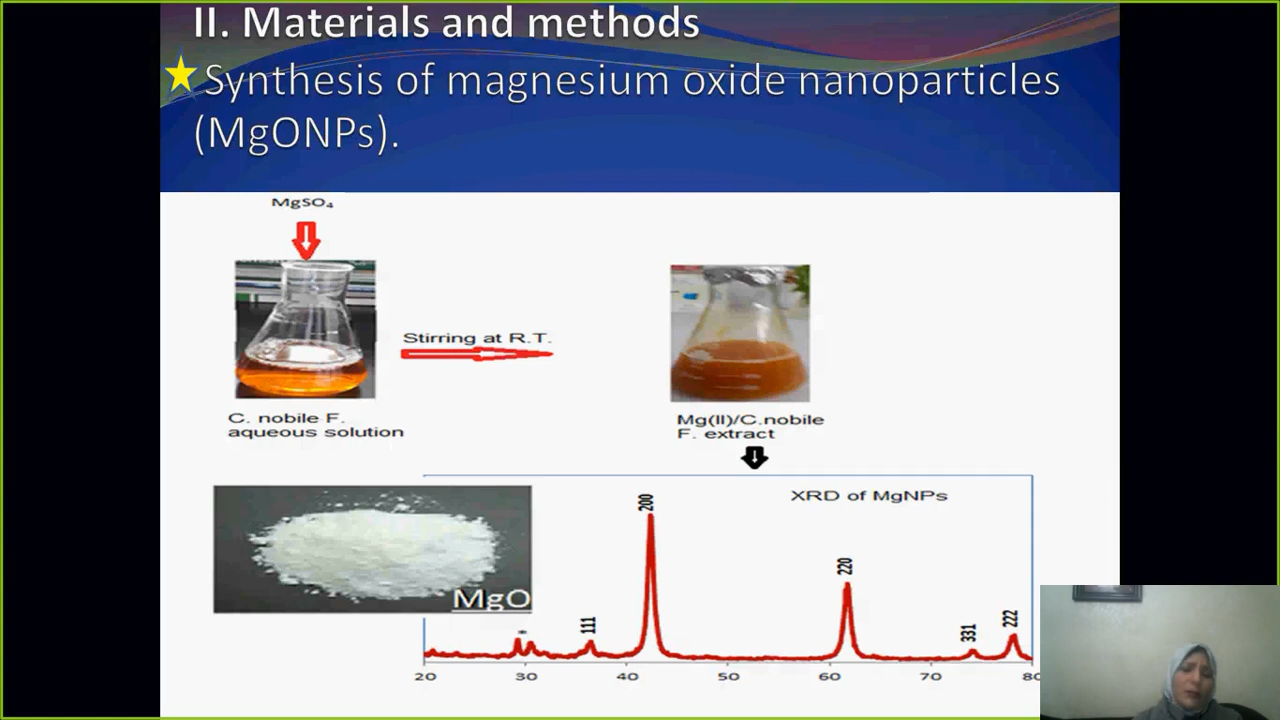 II. Materials and methods
Synthesis of magnesium oxide nanoparticles
(MgONPs).
MgSO₄
Stirring at R.T.
C. nobile F.
aqueous solution
Mg(II)/C.nobile
F. extract
XRD of MgNPs
MgO
*
111
200
220
331
222
20 30 40 50 60 70